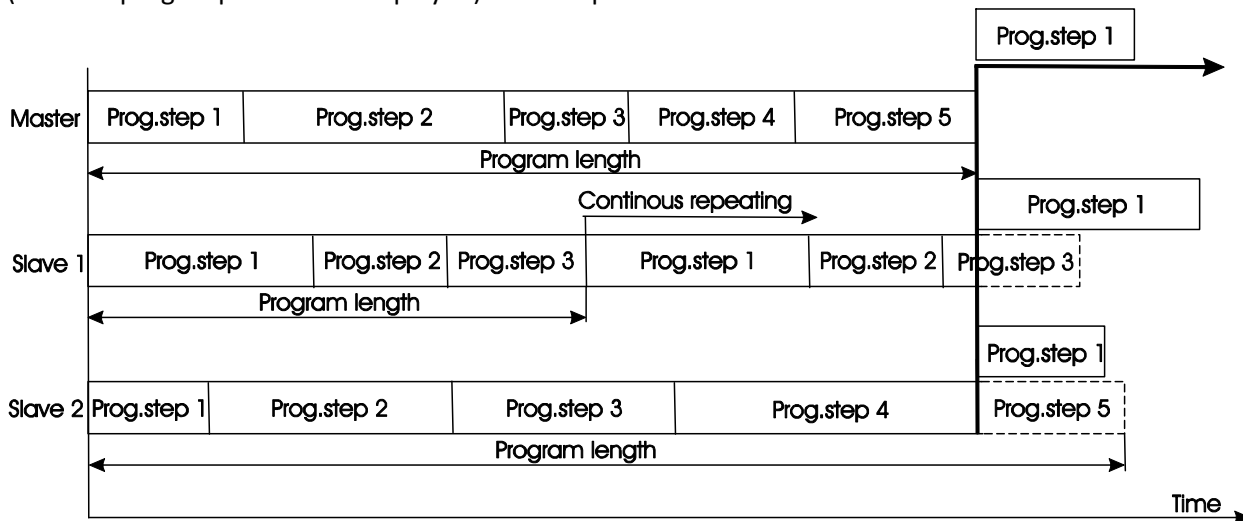 Prog.step 1
Master Prog.step 1 Prog.step 2 Prog.step 3 Prog.step 4 Prog.step 5
Program length
Continous repeating
Prog.step 1
Slave 1 Prog.step 1 Prog.step 2 Prog.step 3 Prog.step 1 Prog.step 2 Prog.step 3
Program length
Prog.step 1
Slave 2 Prog.step 1 Prog.step 2 Prog.step 3 Prog.step 4 Prog.step 5
Program length
Time